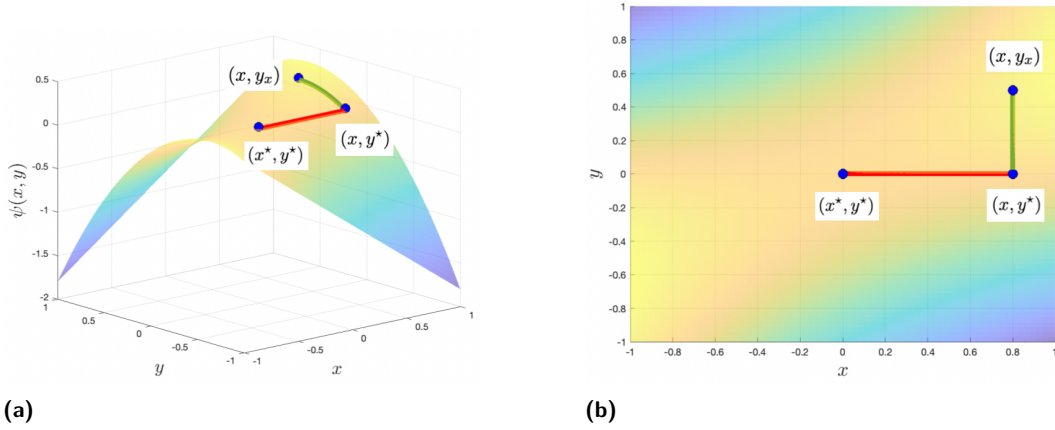 0.5
0
-0.5
-1
-1.5
-2
ψ(x, y)
1
0.5
0
-0.5
-1
y
-1
-0.5
0
0.5
1
x
(x, y_x)
(x, y⋆)
(x⋆, y⋆)
(a)
1
0.8
0.6
0.4
0.2
0
-0.2
-0.4
-0.6
-0.8
-1
y
-1 -0.8 -0.6 -0.4 -0.2 0 0.2 0.4 0.6 0.8 1
x
(x, y_x)
(x⋆, y⋆) (x, y⋆)
(b)